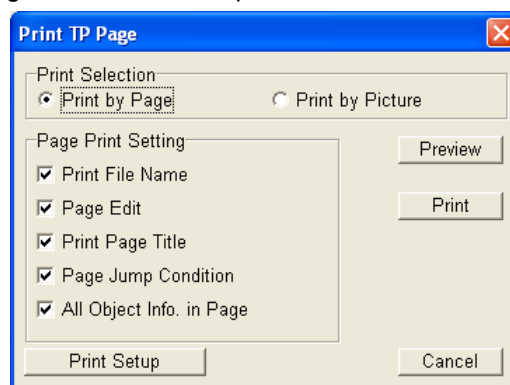 Print TP Page
Print Selection
Print by Page
Print by Picture
Page Print Setting
Preview
Print File Name
Page Edit
Print
Print Page Title
Page Jump Condition
All Object Info. in Page
Print Setup
Cancel